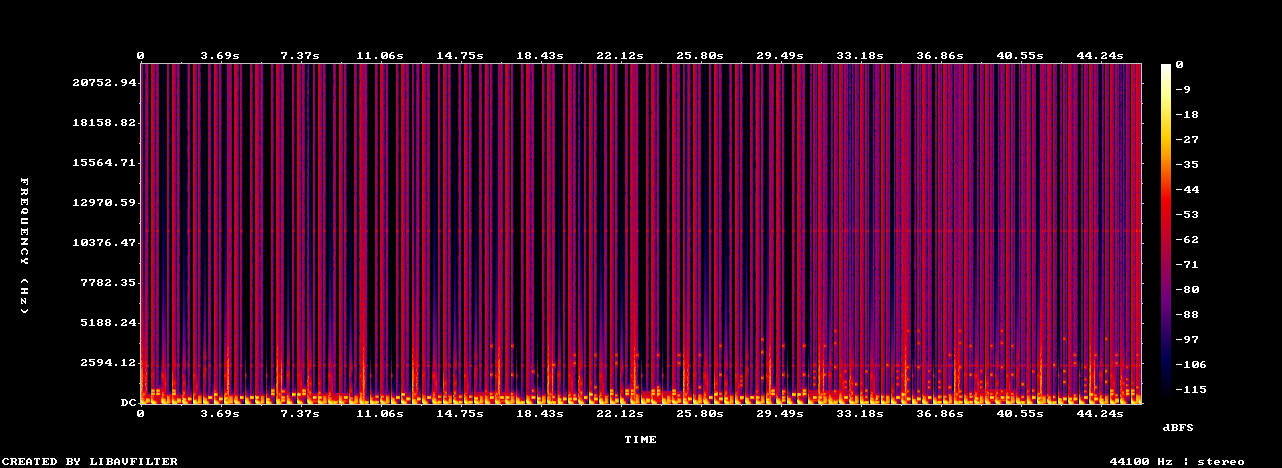 0 3.69s 7.37s 11.06s 14.75s 18.43s 22.12s 25.80s 29.49s 33.18s 36.86s 40.55s 44.24s
20752.94
18158.82
15564.71
12970.59
10376.47
7782.35
5188.24
2594.12
DC
FREQUENCY (Hz)
0
-9
-18
-27
-35
-44
-53
-62
-71
-80
-88
-97
-106
-115
dBFS
0 3.69s 7.37s 11.06s 14.75s 18.43s 22.12s 25.80s 29.49s 33.18s 36.86s 40.55s 44.24s
TIME
CREATED BY LIBAVFILTER
44100 Hz | stereo